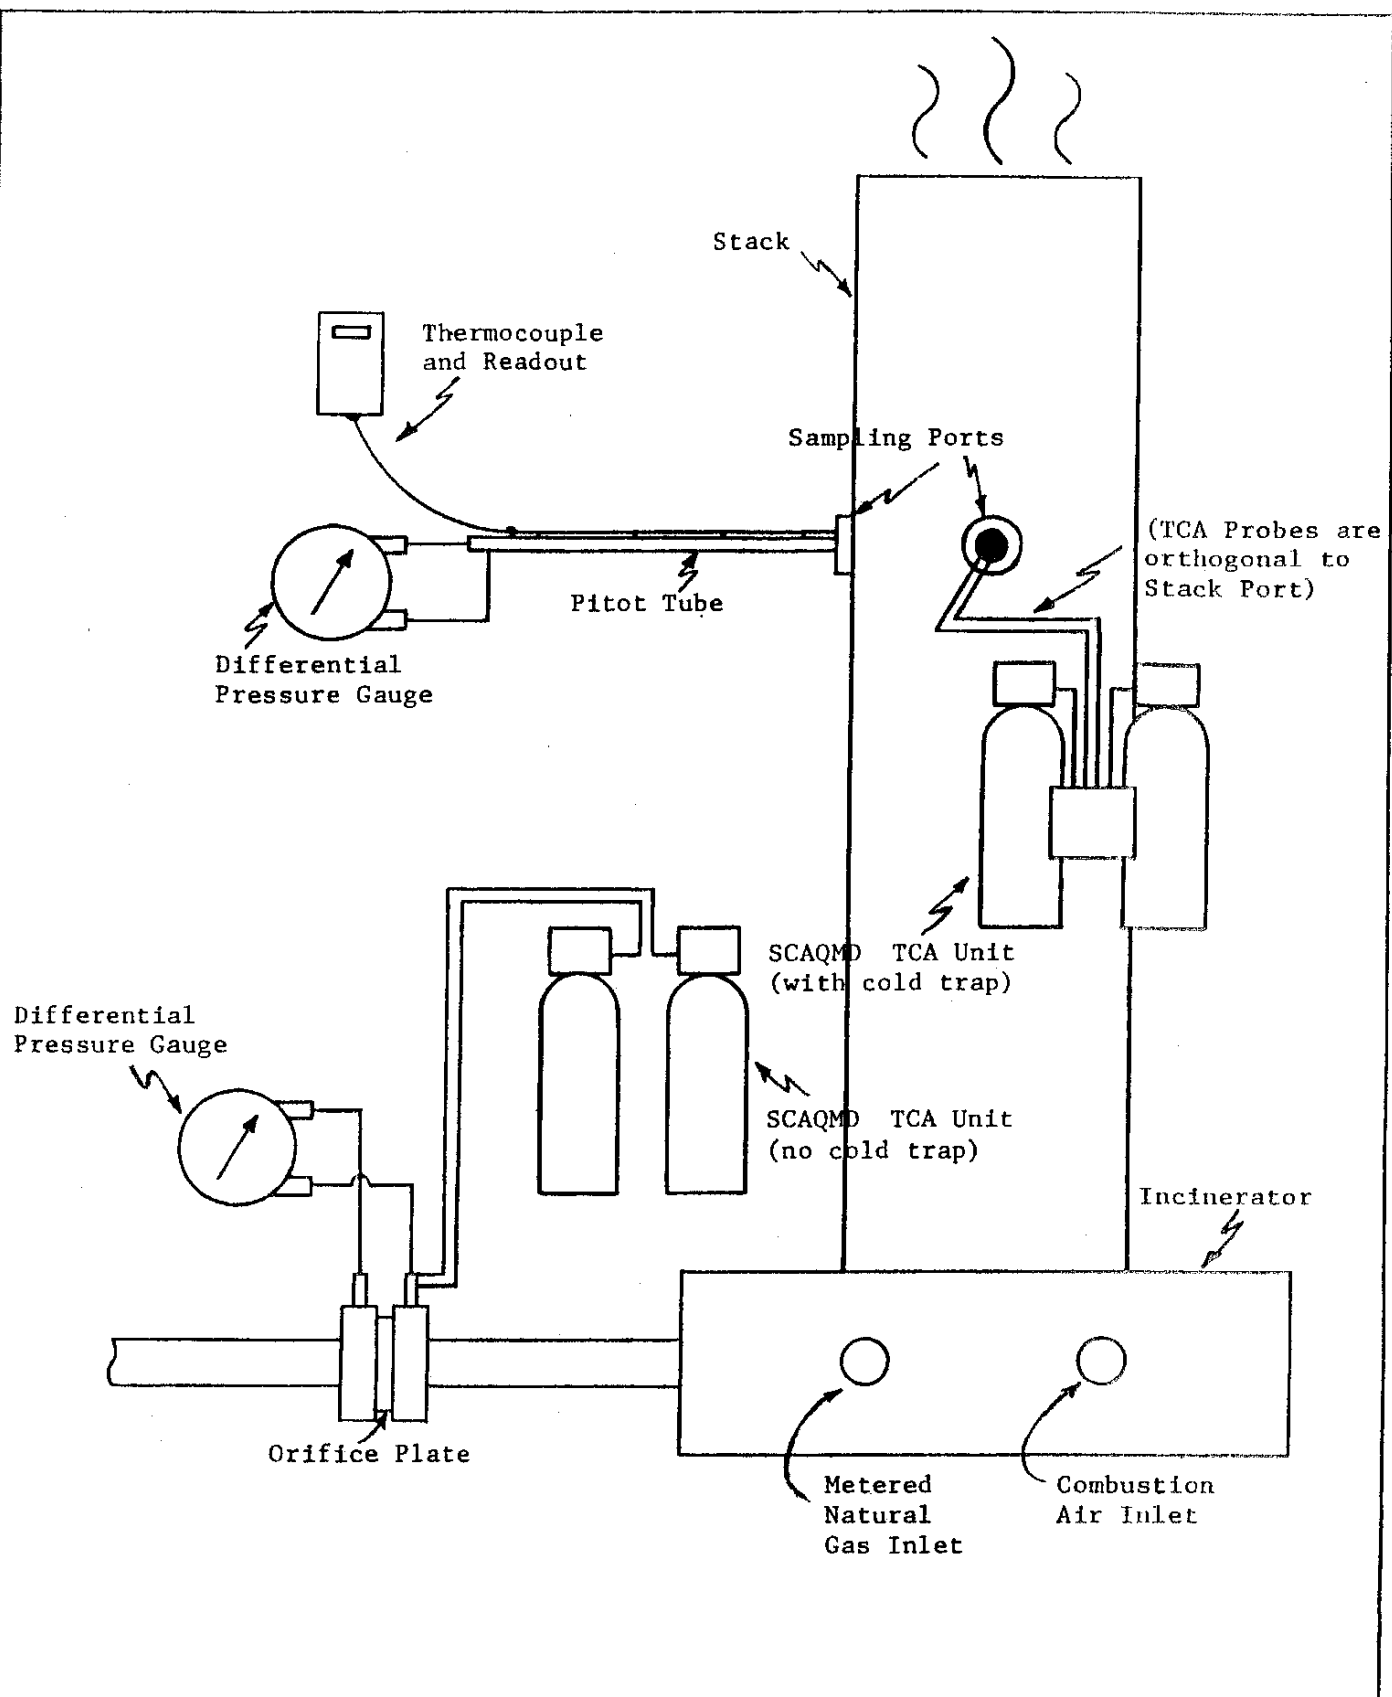 Stack
Thermocouple
and Readout
Sampling Ports
(TCA Probes are
orthogonal to
Stack Port)
Pitot Tube
Differential
Pressure Gauge
SCAQMD TCA Unit
(with cold trap)
Differential
Pressure Gauge
SCAQMD TCA Unit
(no cold trap)
Incinerator
Orifice Plate
Metered
Natural
Gas Inlet
Combustion
Air Inlet